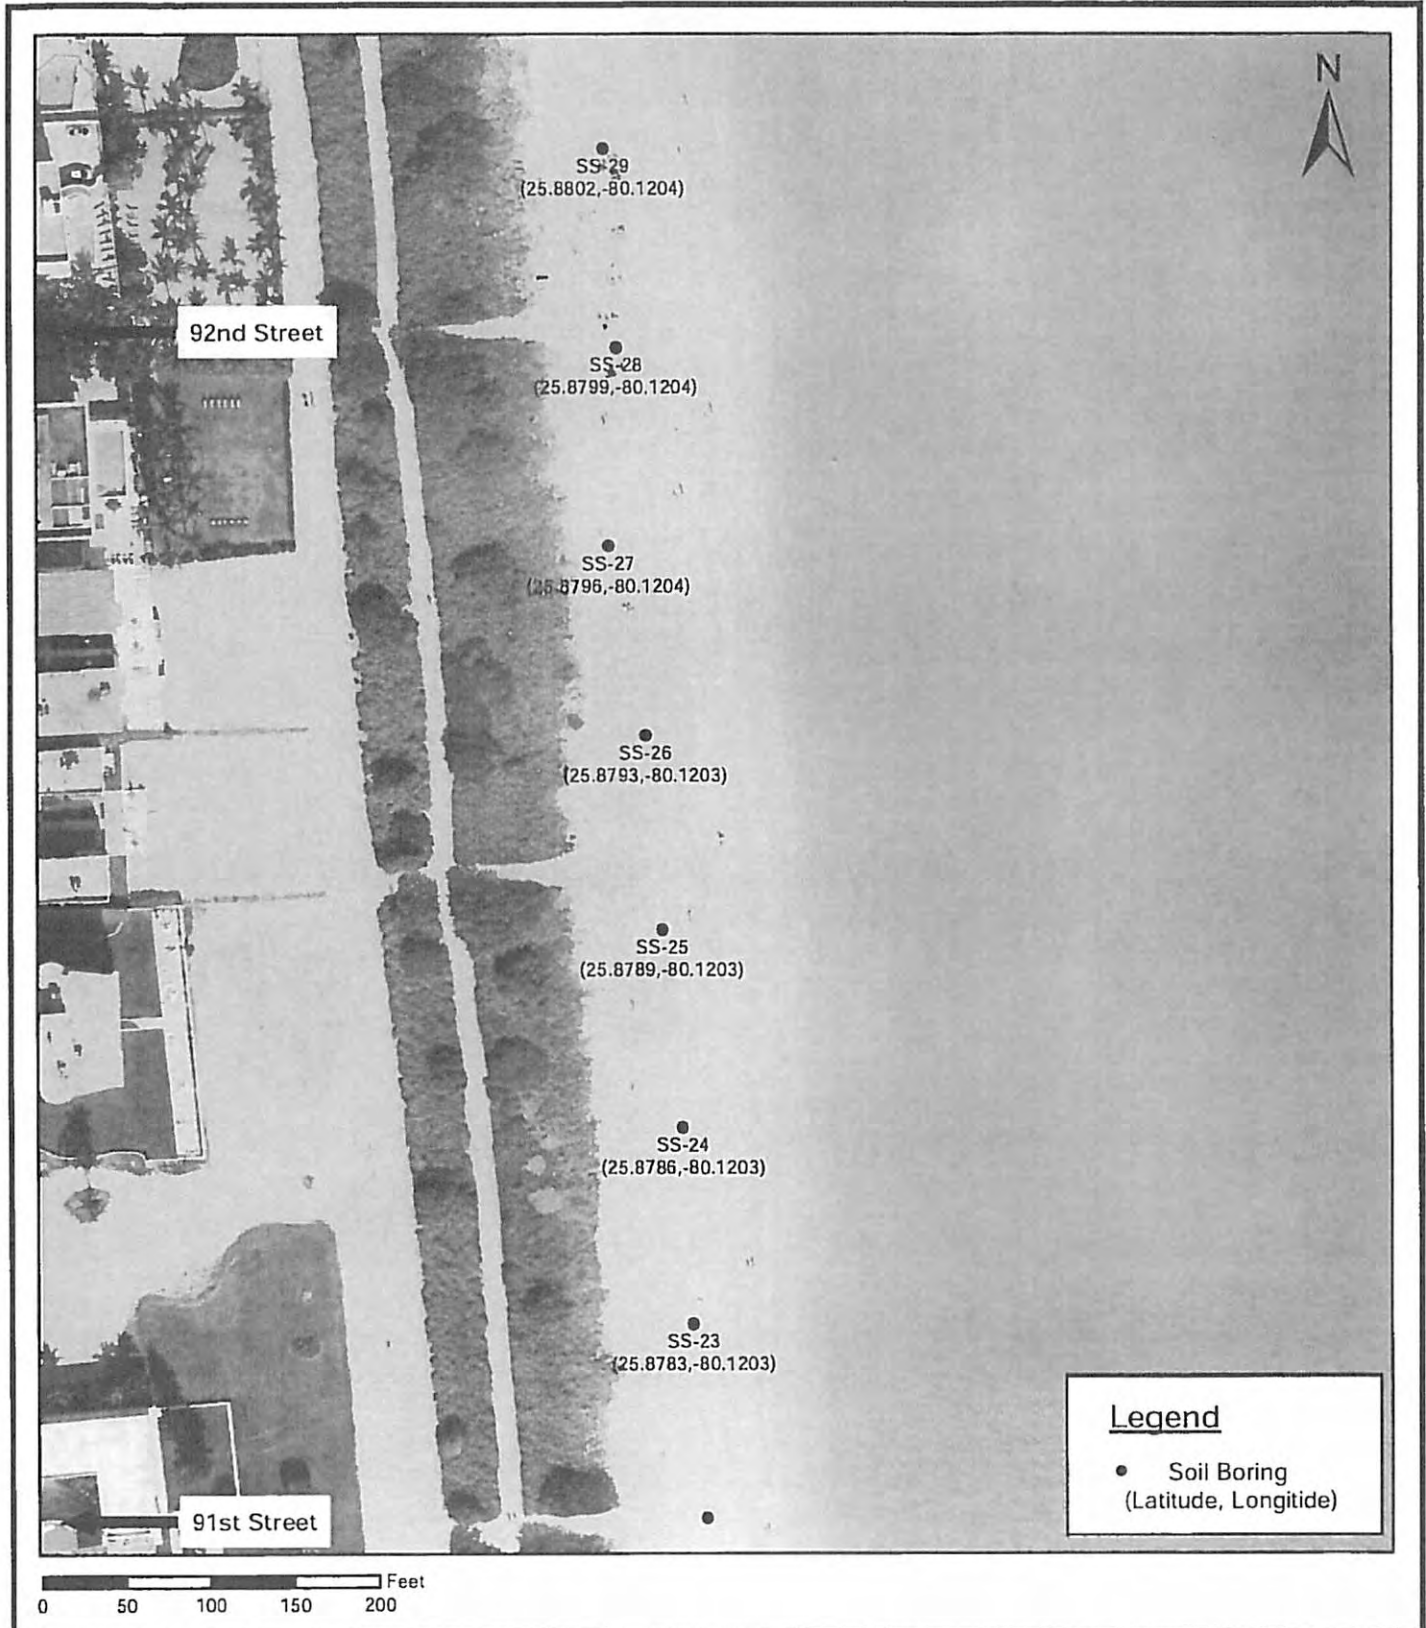 N
SS-29
(25.8802,-80.1204)
92nd Street
SS-28
(25.8799,-80.1204)
SS-27
(25.8796,-80.1204)
SS-26
(25.8793,-80.1203)
SS-25
(25.8789,-80.1203)
SS-24
(25.8786,-80.1203)
SS-23
(25.8783,-80.1203)
Legend
Soil Boring
(Latitude, Longitide)
91st Street
Feet
0 50 100 150 200